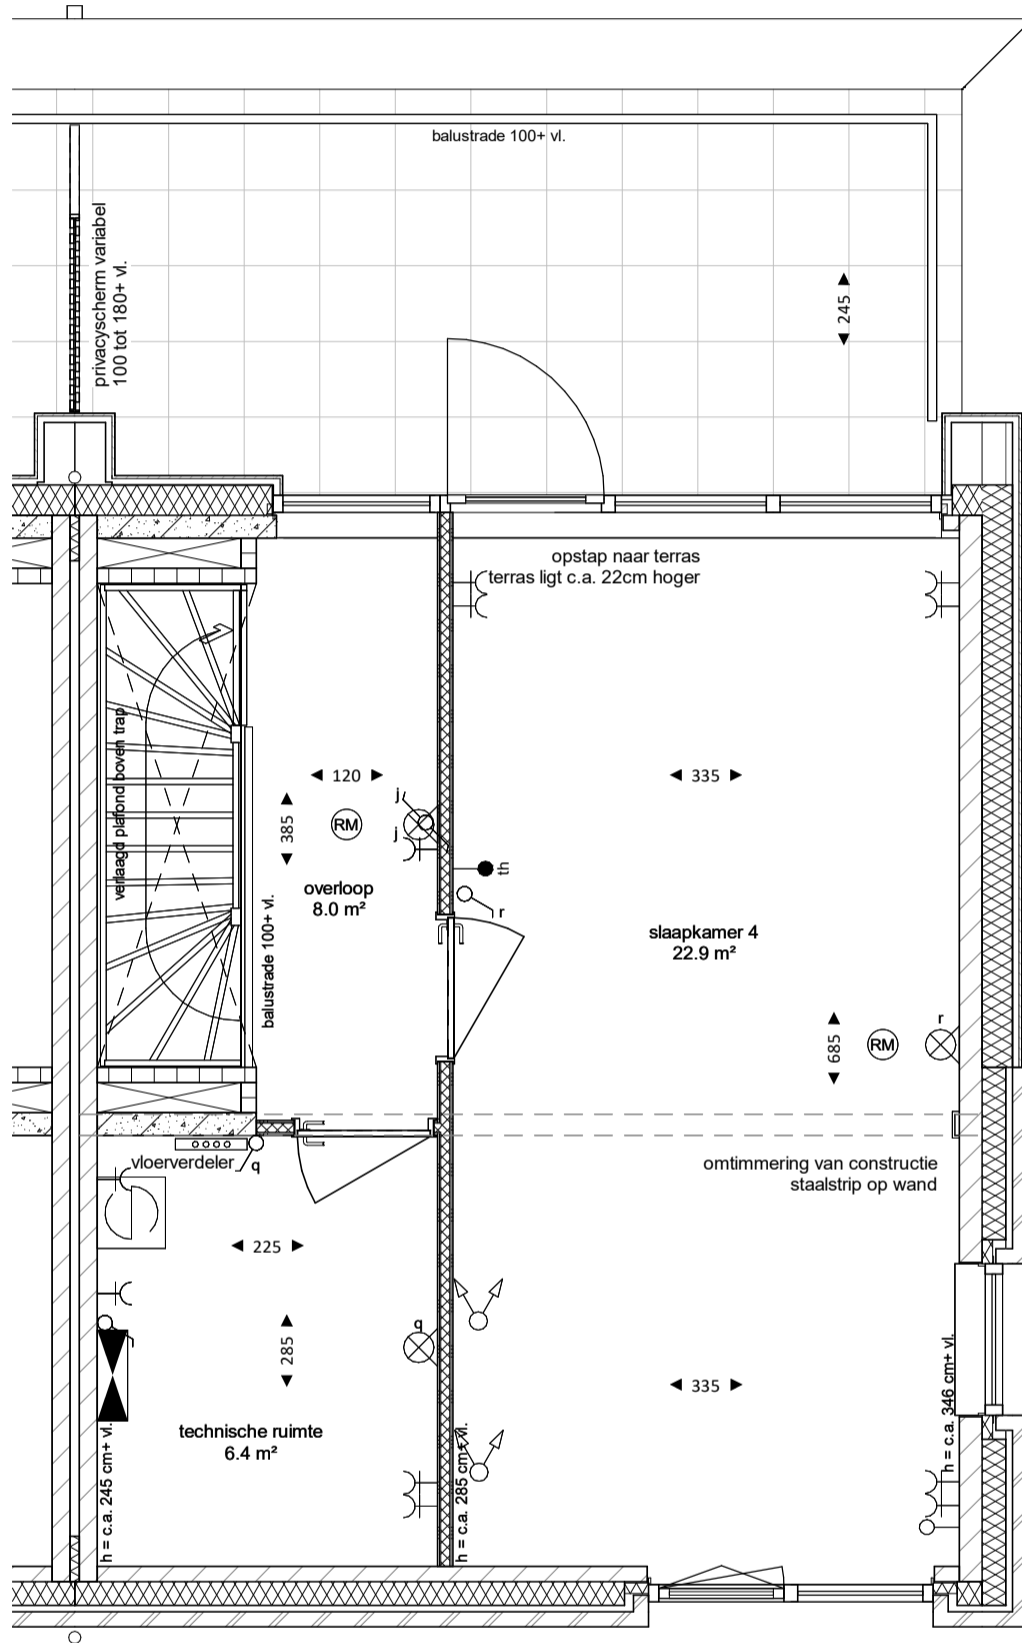 balustrade 100+ vl.
privacyscherm variabel
100 tot 180+ vl.
245
opstap naar terras
terras ligt c.a. 22cm hoger
verlaagd plafond boven trap
120
335
j
385
RM
j
th
overloop
8.0 m²
r
balustrade 100+ vl.
slaapkamer 4
22.9 m²
r
685
RM
vloerverdeler
q
omtimmering van constructie
staalstrip op wand
225
285
q
335
h = c.a. 346 cm+ vl.
technische ruimte
6.4 m²
h = c.a. 245 cm+ vl.
h = c.a. 285 cm+ vl.